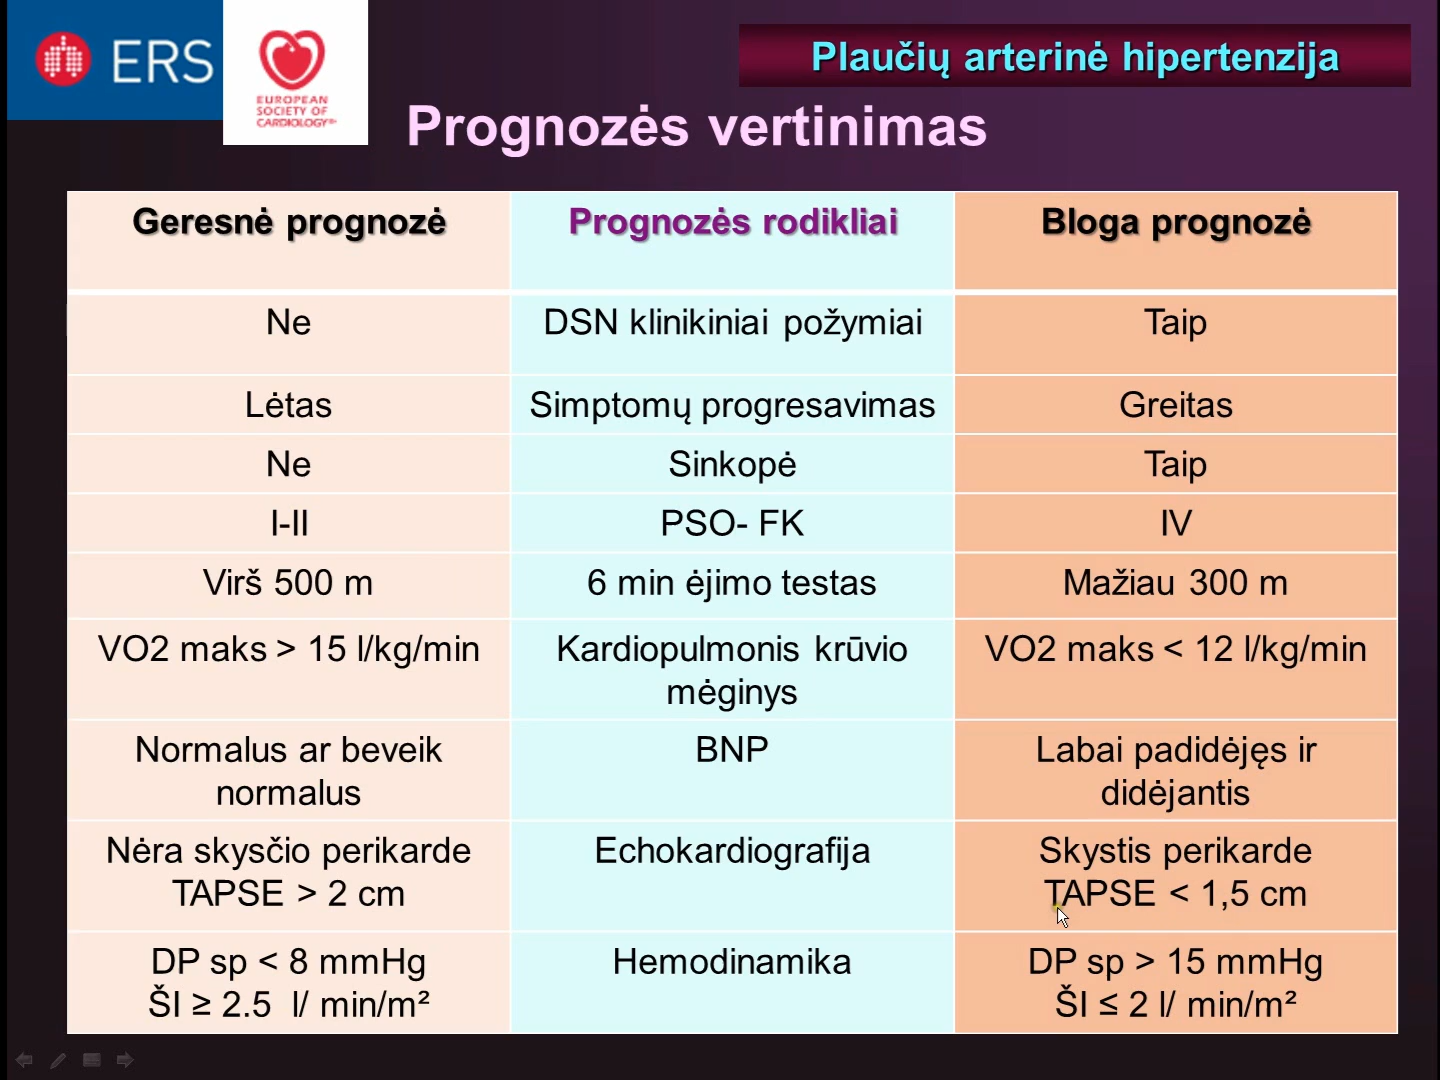 ERS
EUROPEAN
SOCIETY OF
CARDIOLOGY
Plaučių arterinė hipertenzija
Prognozės vertinimas
Geresnė prognozė Prognozės rodikliai Bloga prognozė
Ne DSN klinikiniai požymiai Taip
Lėtas Simptomų progresavimas Greitas
Ne Sinkopė Taip
I-II PSO- FK IV
Virš 500 m 6 min ėjimo testas Mažiau 300 m
VO2 maks > 15 l/kg/min Kardiopulmonis krūvio VO2 maks < 12 l/kg/min
mėginys
Normalus ar beveik BNP Labai padidėjęs ir
normalus didėjantis
Nėra skysčio perikarde Echokardiografija Skystis perikarde
TAPSE > 2 cm TAPSE < 1,5 cm
DP sp < 8 mmHg Hemodinamika DP sp > 15 mmHg
ŠI ≥ 2.5 l/ min/m² ŠI ≤ 2 l/ min/m²